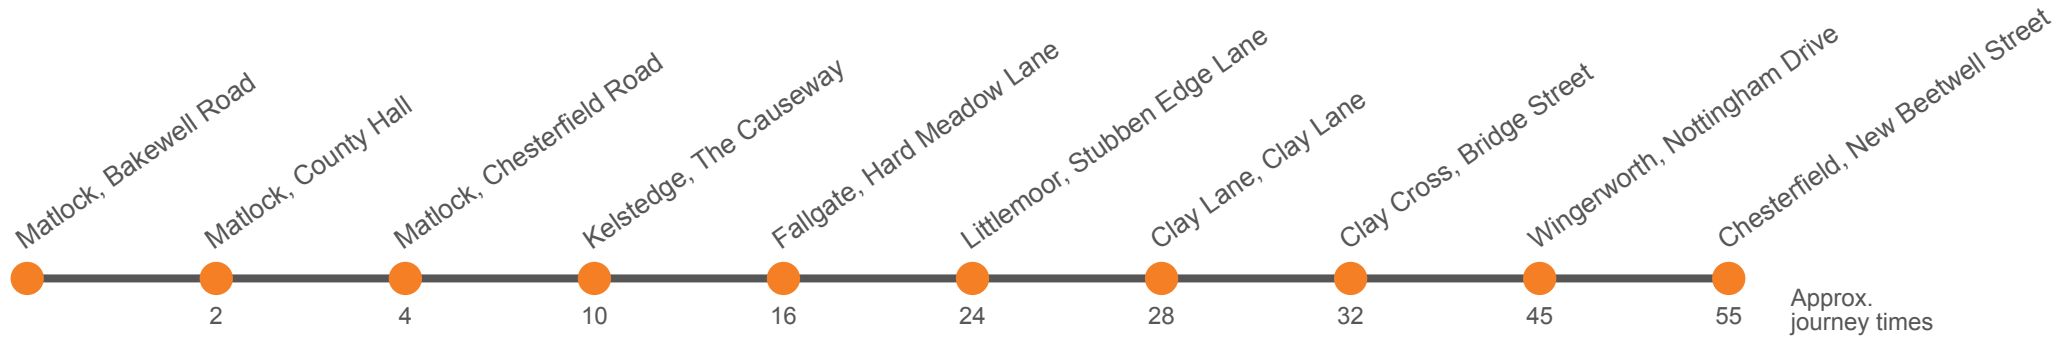 Matlock, Bakewell Road
Matlock, County Hall
Matlock, Chesterfield Road
Kelstedge, The Causeway
Fallgate, Hard Meadow Lane
Littlemoor, Stubben Edge Lane
Clay Lane, Clay Lane
Clay Cross, Bridge Street
Wingerworth, Nottingham Drive
Chesterfield, New Beetwell Street
2 4 10 16 24 28 32 45 55
Approx.
journey times